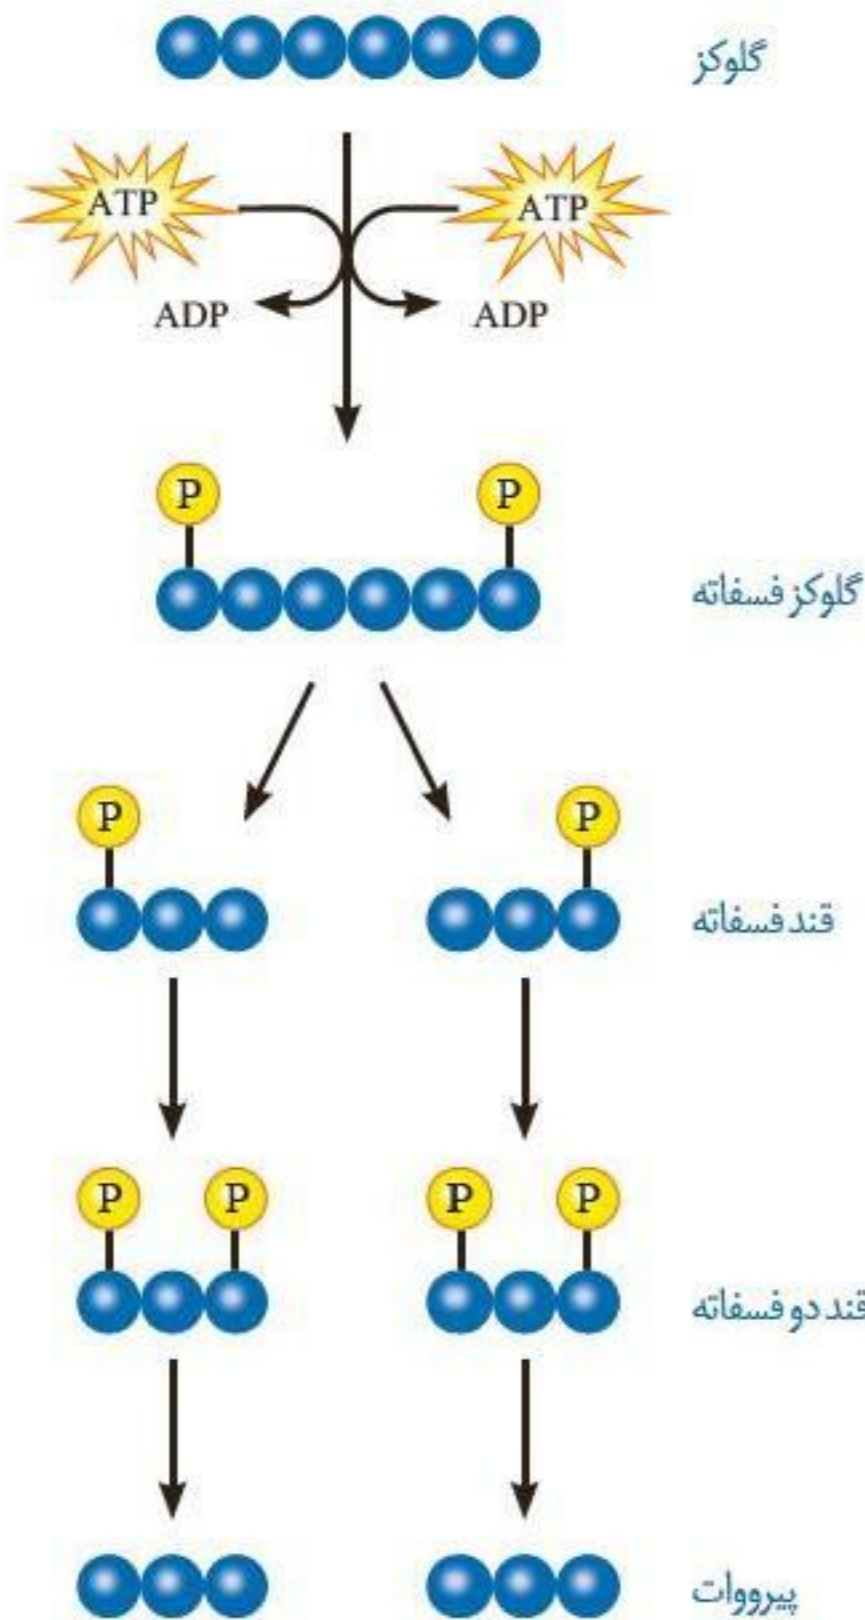 گلوکز
ATP
ATP
ADP
ADP
P
P
گلوکز فسفاته
P
P
قند فسفاته
P
P
P
P
قند دو فسفاته
پیرووات